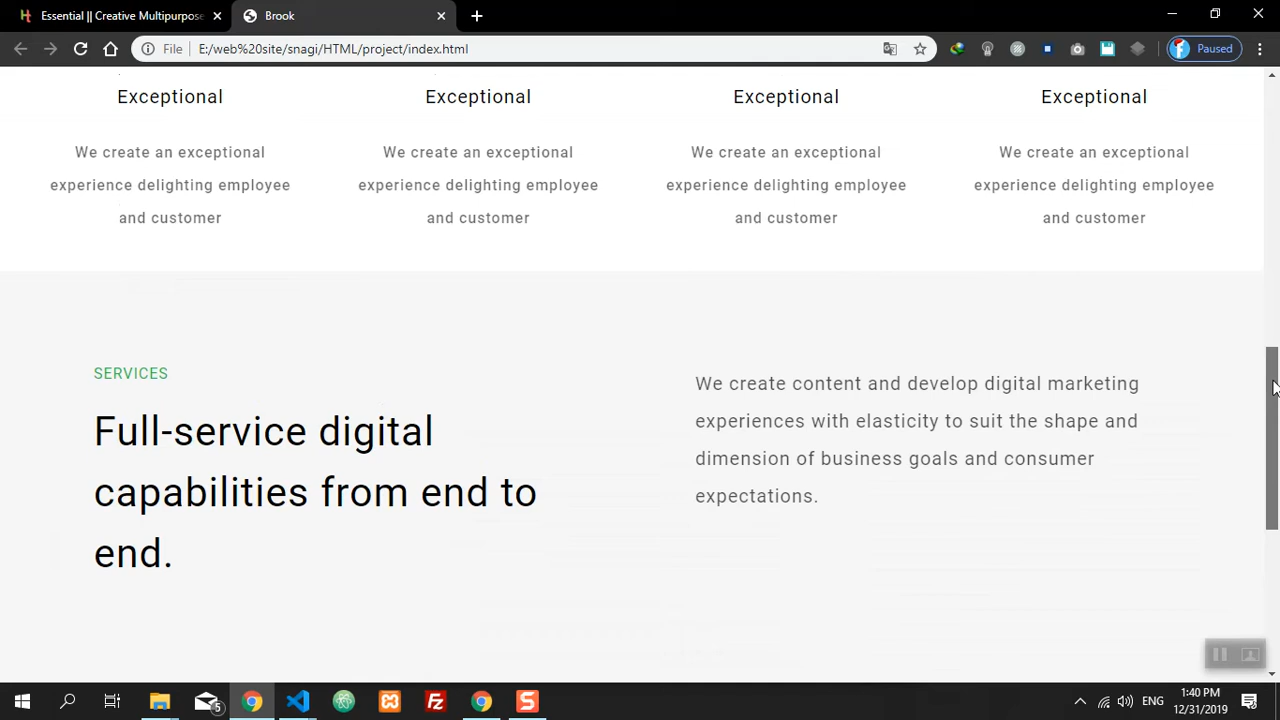 Essential || Creative Multipurpose
Brook
File
E:/web%20site/snagi/HTML/project/index.html
Paused
Exceptional
Exceptional
Exceptional
Exceptional
We create an exceptional
experience delighting employee
and customer
We create an exceptional
experience delighting employee
and customer
We create an exceptional
experience delighting employee
and customer
We create an exceptional
experience delighting employee
and customer
SERVICES
Full-service digital
capabilities from end to
end.
We create content and develop digital marketing
experiences with elasticity to suit the shape and
dimension of business goals and consumer
expectations.
5
ENG
1:40 PM
12/31/2019